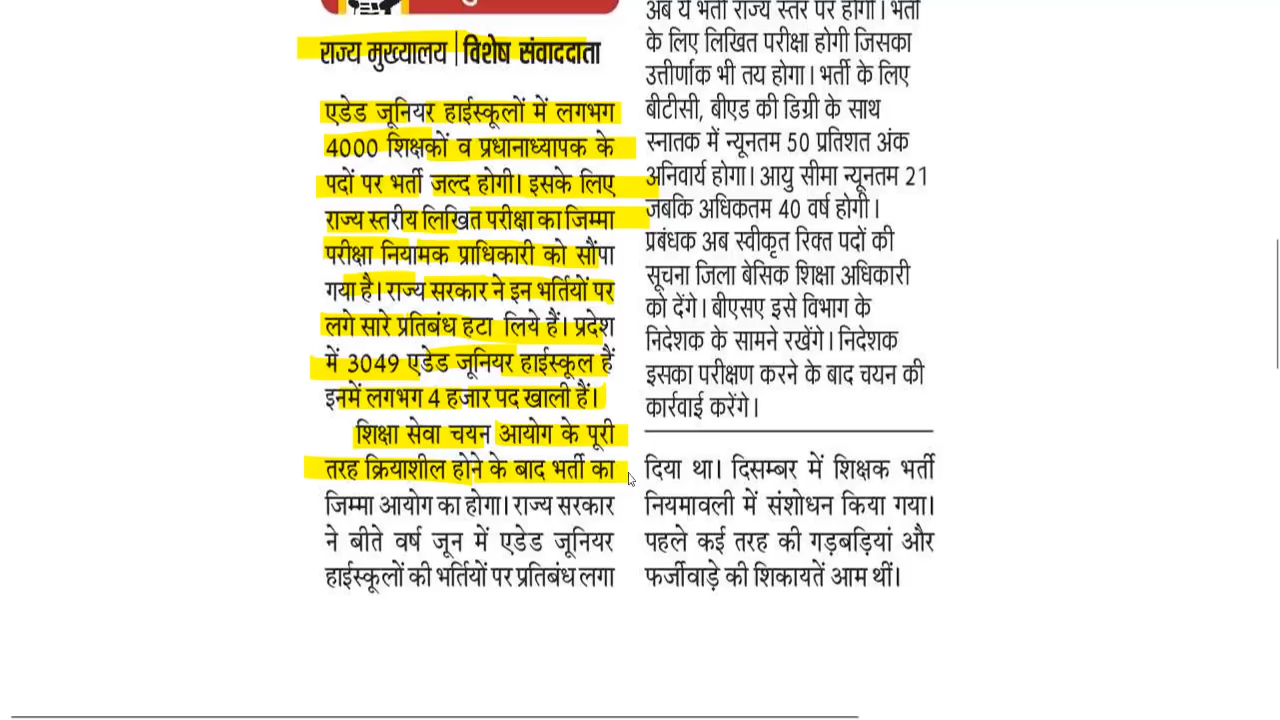 राज्य मुख्यालय | विशेष संवाददाता
एडेड जूनियर हाईस्कूलों में लगभग
4000 शिक्षकों व प्रधानाध्यापक के
पदों पर भर्ती जल्द होगी। इसके लिए
राज्य स्तरीय लिखित परीक्षा का जिम्मा
परीक्षा नियामक प्राधिकारी को सौंपा
गया है। राज्य सरकार ने इन भर्तियों पर
लगे सारे प्रतिबंध हटा लिये हैं। प्रदेश
में 3049 एडेड जूनियर हाईस्कूल हैं
इनमें लगभग 4 हजार पद खाली हैं।
शिक्षा सेवा चयन आयोग के पूरी
तरह क्रियाशील होने के बाद भर्ती का
जिम्मा आयोग का होगा। राज्य सरकार
ने बीते वर्ष जून में एडेड जूनियर
हाईस्कूलों की भर्तियों पर प्रतिबंध लगा
अब ये भर्ती राज्य स्तर पर होगी। भर्ती
के लिए लिखित परीक्षा होगी जिसका
उत्तीर्णांक भी तय होगा। भर्ती के लिए
बीटीसी, बीएड की डिग्री के साथ
स्नातक में न्यूनतम 50 प्रतिशत अंक
अनिवार्य होगा। आयु सीमा न्यूनतम 21
जबकि अधिकतम 40 वर्ष होगी।
प्रबंधक अब स्वीकृत रिक्त पदों की
सूचना जिला बेसिक शिक्षा अधिकारी
को देंगे। बीएसए इसे विभाग के
निदेशक के सामने रखेंगे। निदेशक
इसका परीक्षण करने के बाद चयन की
कार्रवाई करेंगे।
दिया था। दिसम्बर में शिक्षक भर्ती
नियमावली में संशोधन किया गया।
पहले कई तरह की गड़बड़ियां और
फर्जीवाड़े की शिकायतें आम थीं।